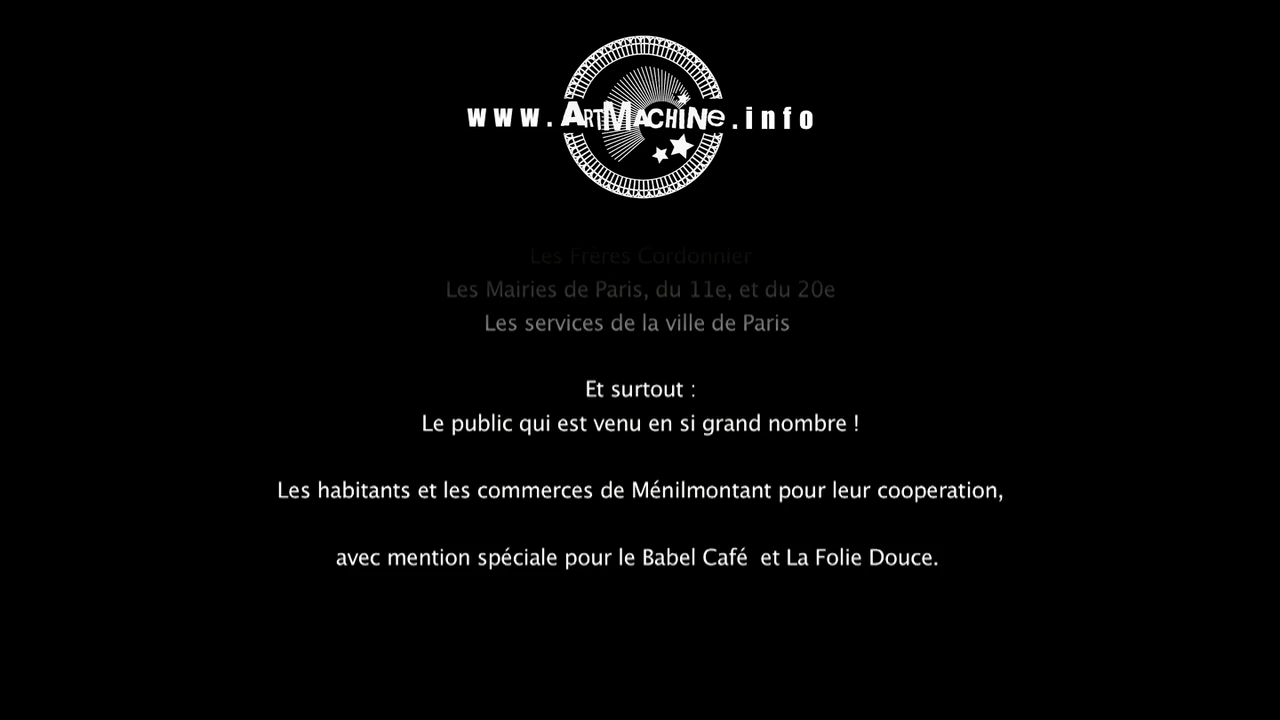 www.ArtMachine.info
Les Frères Cordonnier
Les Mairies de Paris, du 11e, et du 20e
Les services de la ville de Paris
Et surtout :
Le public qui est venu en si grand nombre !
Les habitants et les commerces de Ménilmontant pour leur cooperation,
avec mention spéciale pour le Babel Café et La Folie Douce.